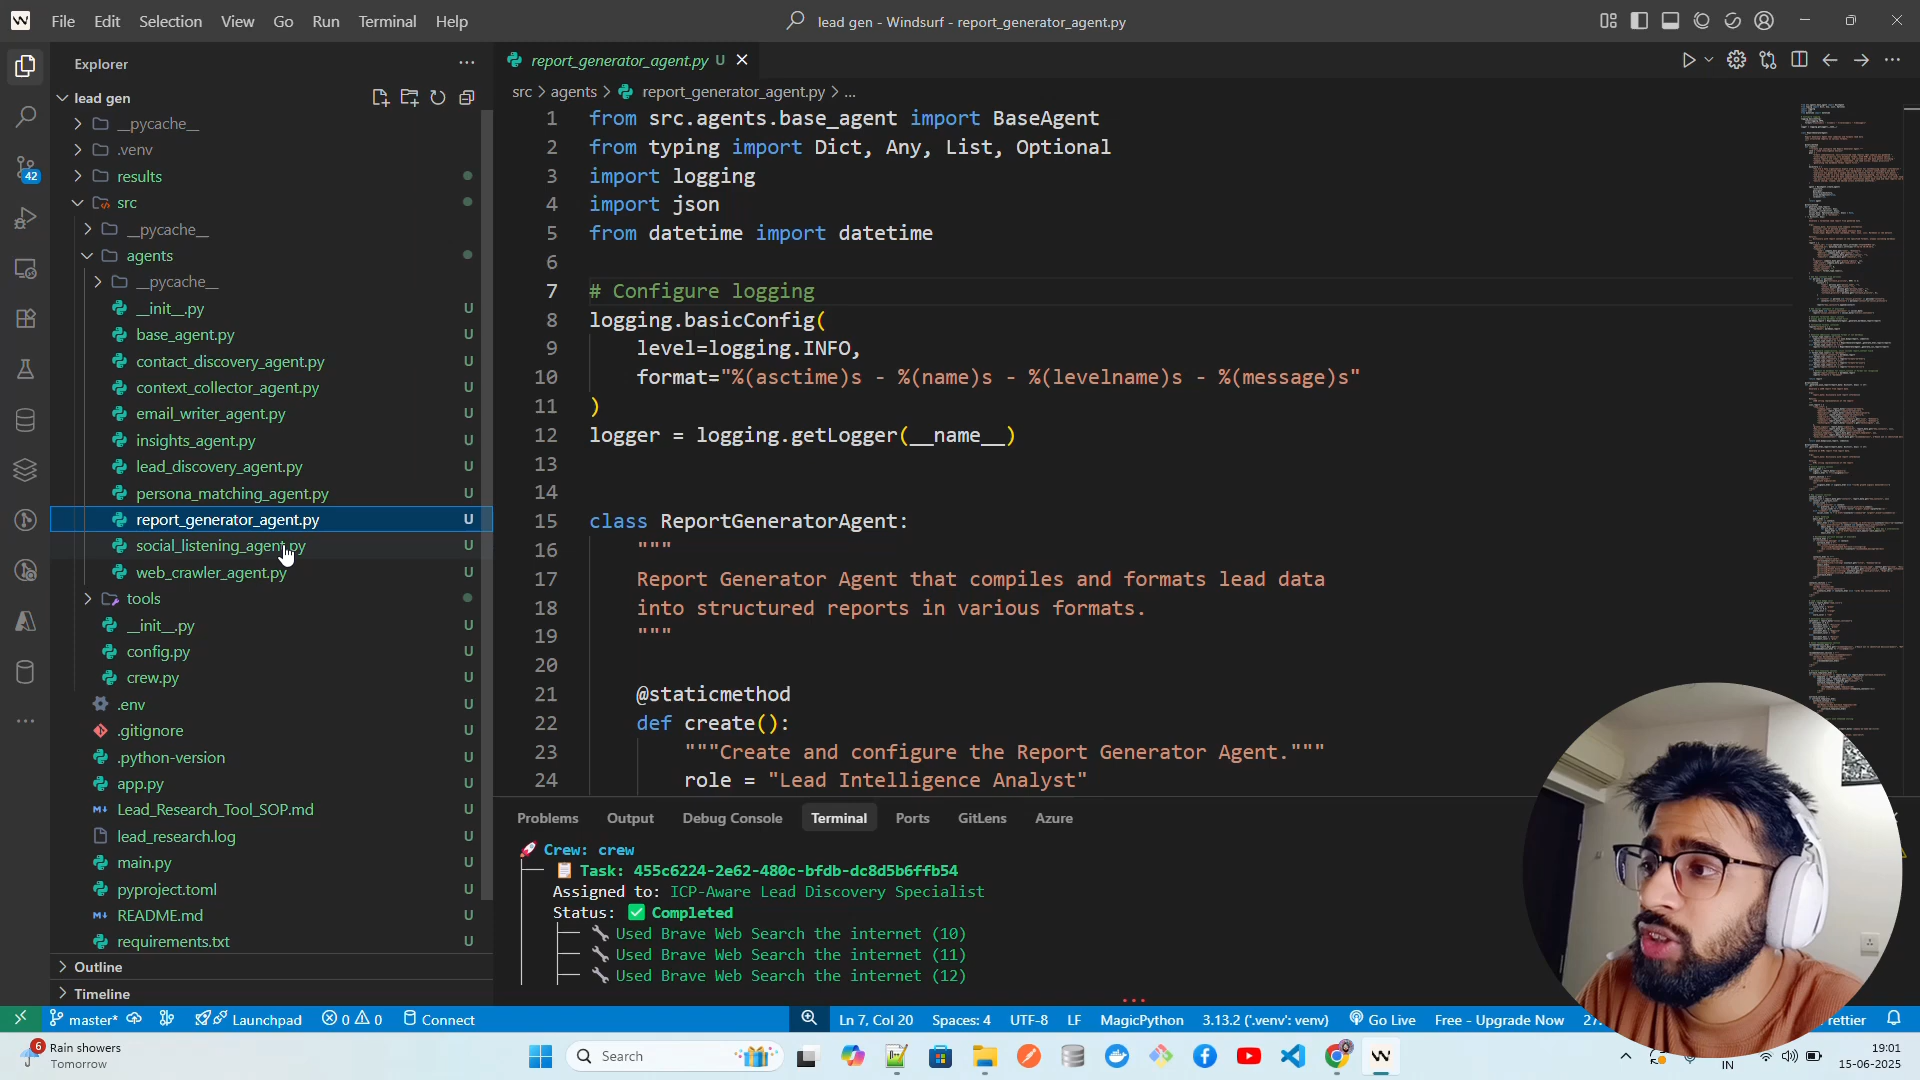 File Edit Selection View Go Run Terminal Help
lead gen - Windsurf - report_generator_agent.py
Explorer
lead gen
__pycache__
.venv
results
src
__pycache__
agents
__pycache__
__init__.py U
base_agent.py U
contact_discovery_agent.py U
context_collector_agent.py U
email_writer_agent.py U
insights_agent.py U
lead_discovery_agent.py U
persona_matching_agent.py U
report_generator_agent.py U
social_listening_agent.py U
web_crawler_agent.py U
tools
__init__.py U
config.py U
crew.py U
.env U
.gitignore U
.python-version U
app.py U
Lead_Research_Tool_SOP.md U
lead_research.log U
main.py U
pyproject.toml U
README.md U
requirements.txt U
Outline
Timeline
42
report_generator_agent.py U
src > agents > report_generator_agent.py > ...
1 from src.agents.base_agent import BaseAgent
2 from typing import Dict, Any, List, Optional
3 import logging
4 import json
5 from datetime import datetime
6
7 # Configure logging
8 logging.basicConfig(
9 level=logging.INFO,
10 format="%(asctime)s - %(name)s - %(levelname)s - %(message)s"
11 )
12 logger = logging.getLogger(__name__)
13
14
15 class ReportGeneratorAgent:
16 """
17 Report Generator Agent that compiles and formats lead data
18 into structured reports in various formats.
19 """
20
21 @staticmethod
22 def create():
23 """Create and configure the Report Generator Agent."""
24 role = "Lead Intelligence Analyst"
Problems Output Debug Console Terminal Ports GitLens Azure
Crew: crew
Task: 455c6224-2e62-480c-bfdb-dc8d5b6ffb54
Assigned to: ICP-Aware Lead Discovery Specialist
Status: ✅ Completed
Used Brave Web Search the internet (10)
Used Brave Web Search the internet (11)
Used Brave Web Search the internet (12)
master* Launchpad 0 0 Connect Ln 7, Col 20 Spaces: 4 UTF-8 LF MagicPython 3.13.2 ('.venv': venv) Go Live Free - Upgrade Now
6
Rain showers
Tomorrow
Search
IN
19:01
15-06-2025